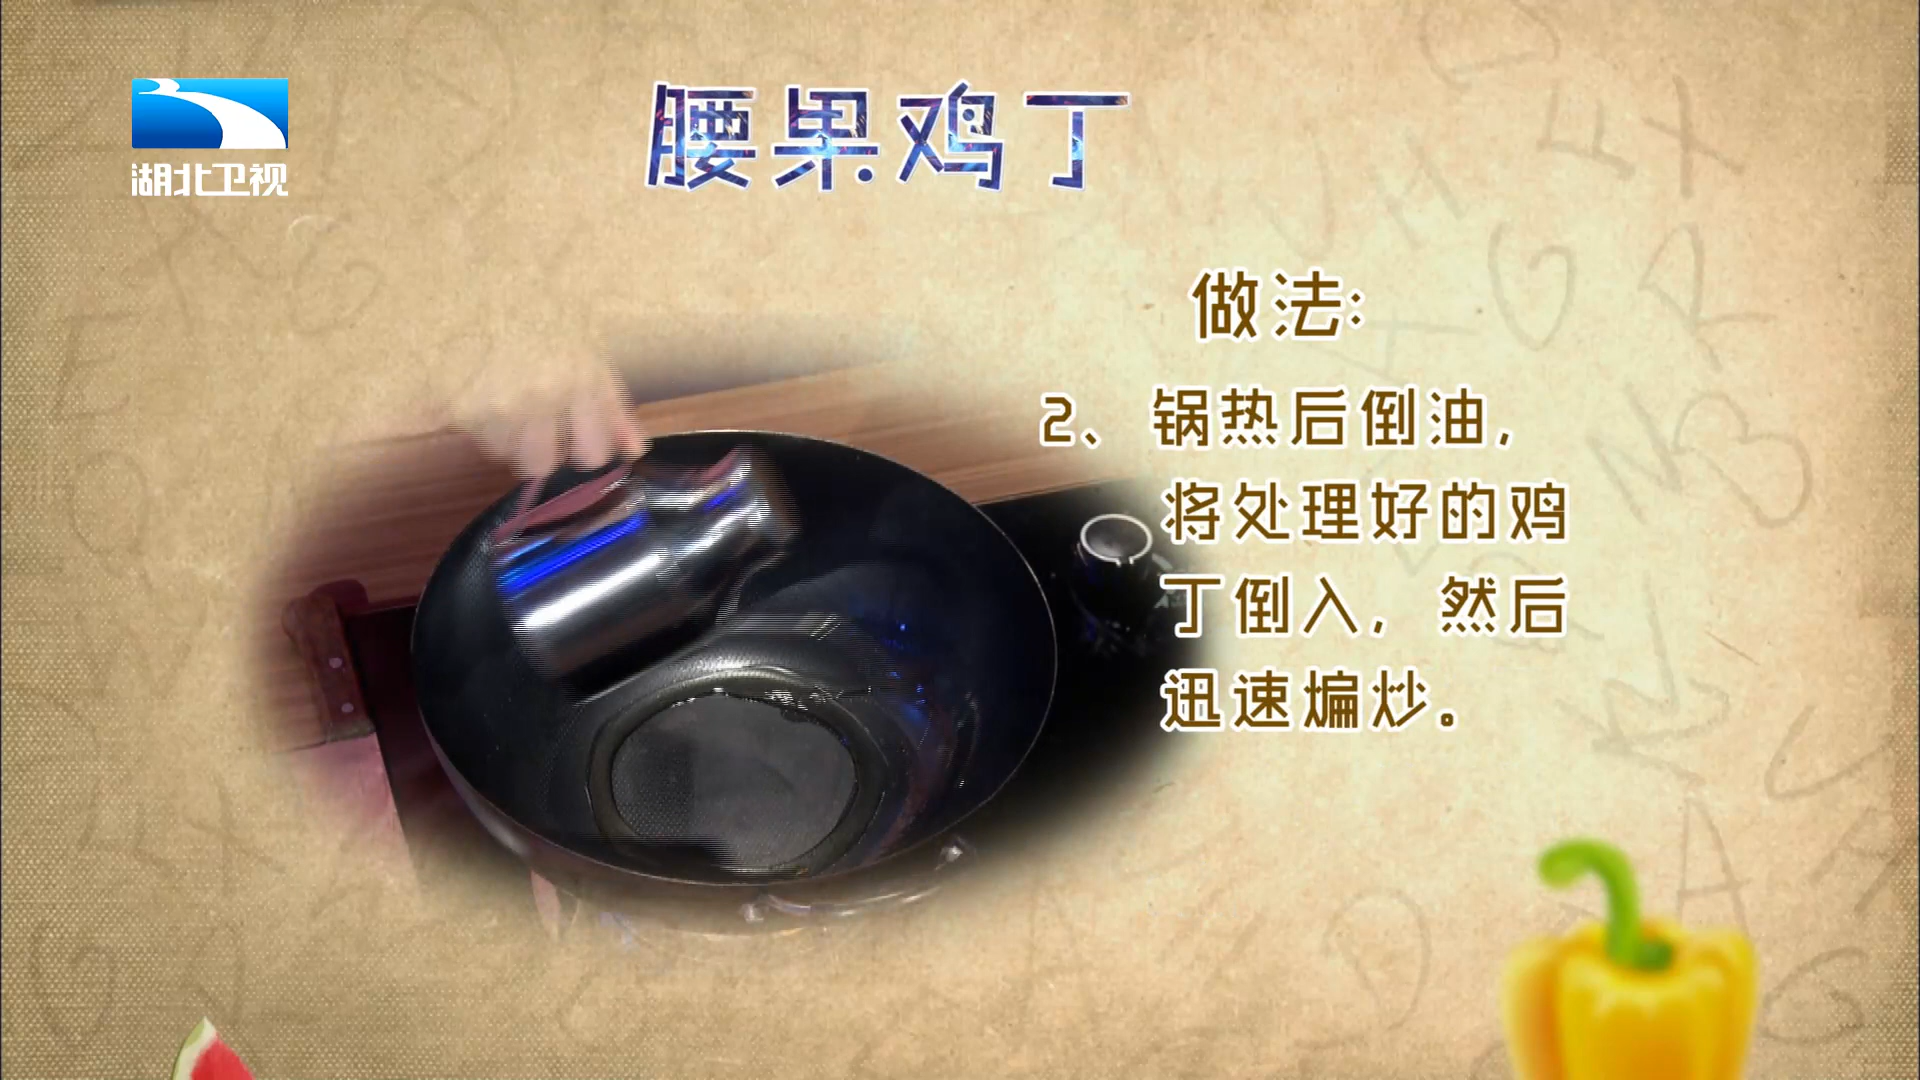 湖北卫视
腰果鸡丁
做法:
2、锅热后倒油,
将处理好的鸡
丁倒入, 然后
迅速煸炒。